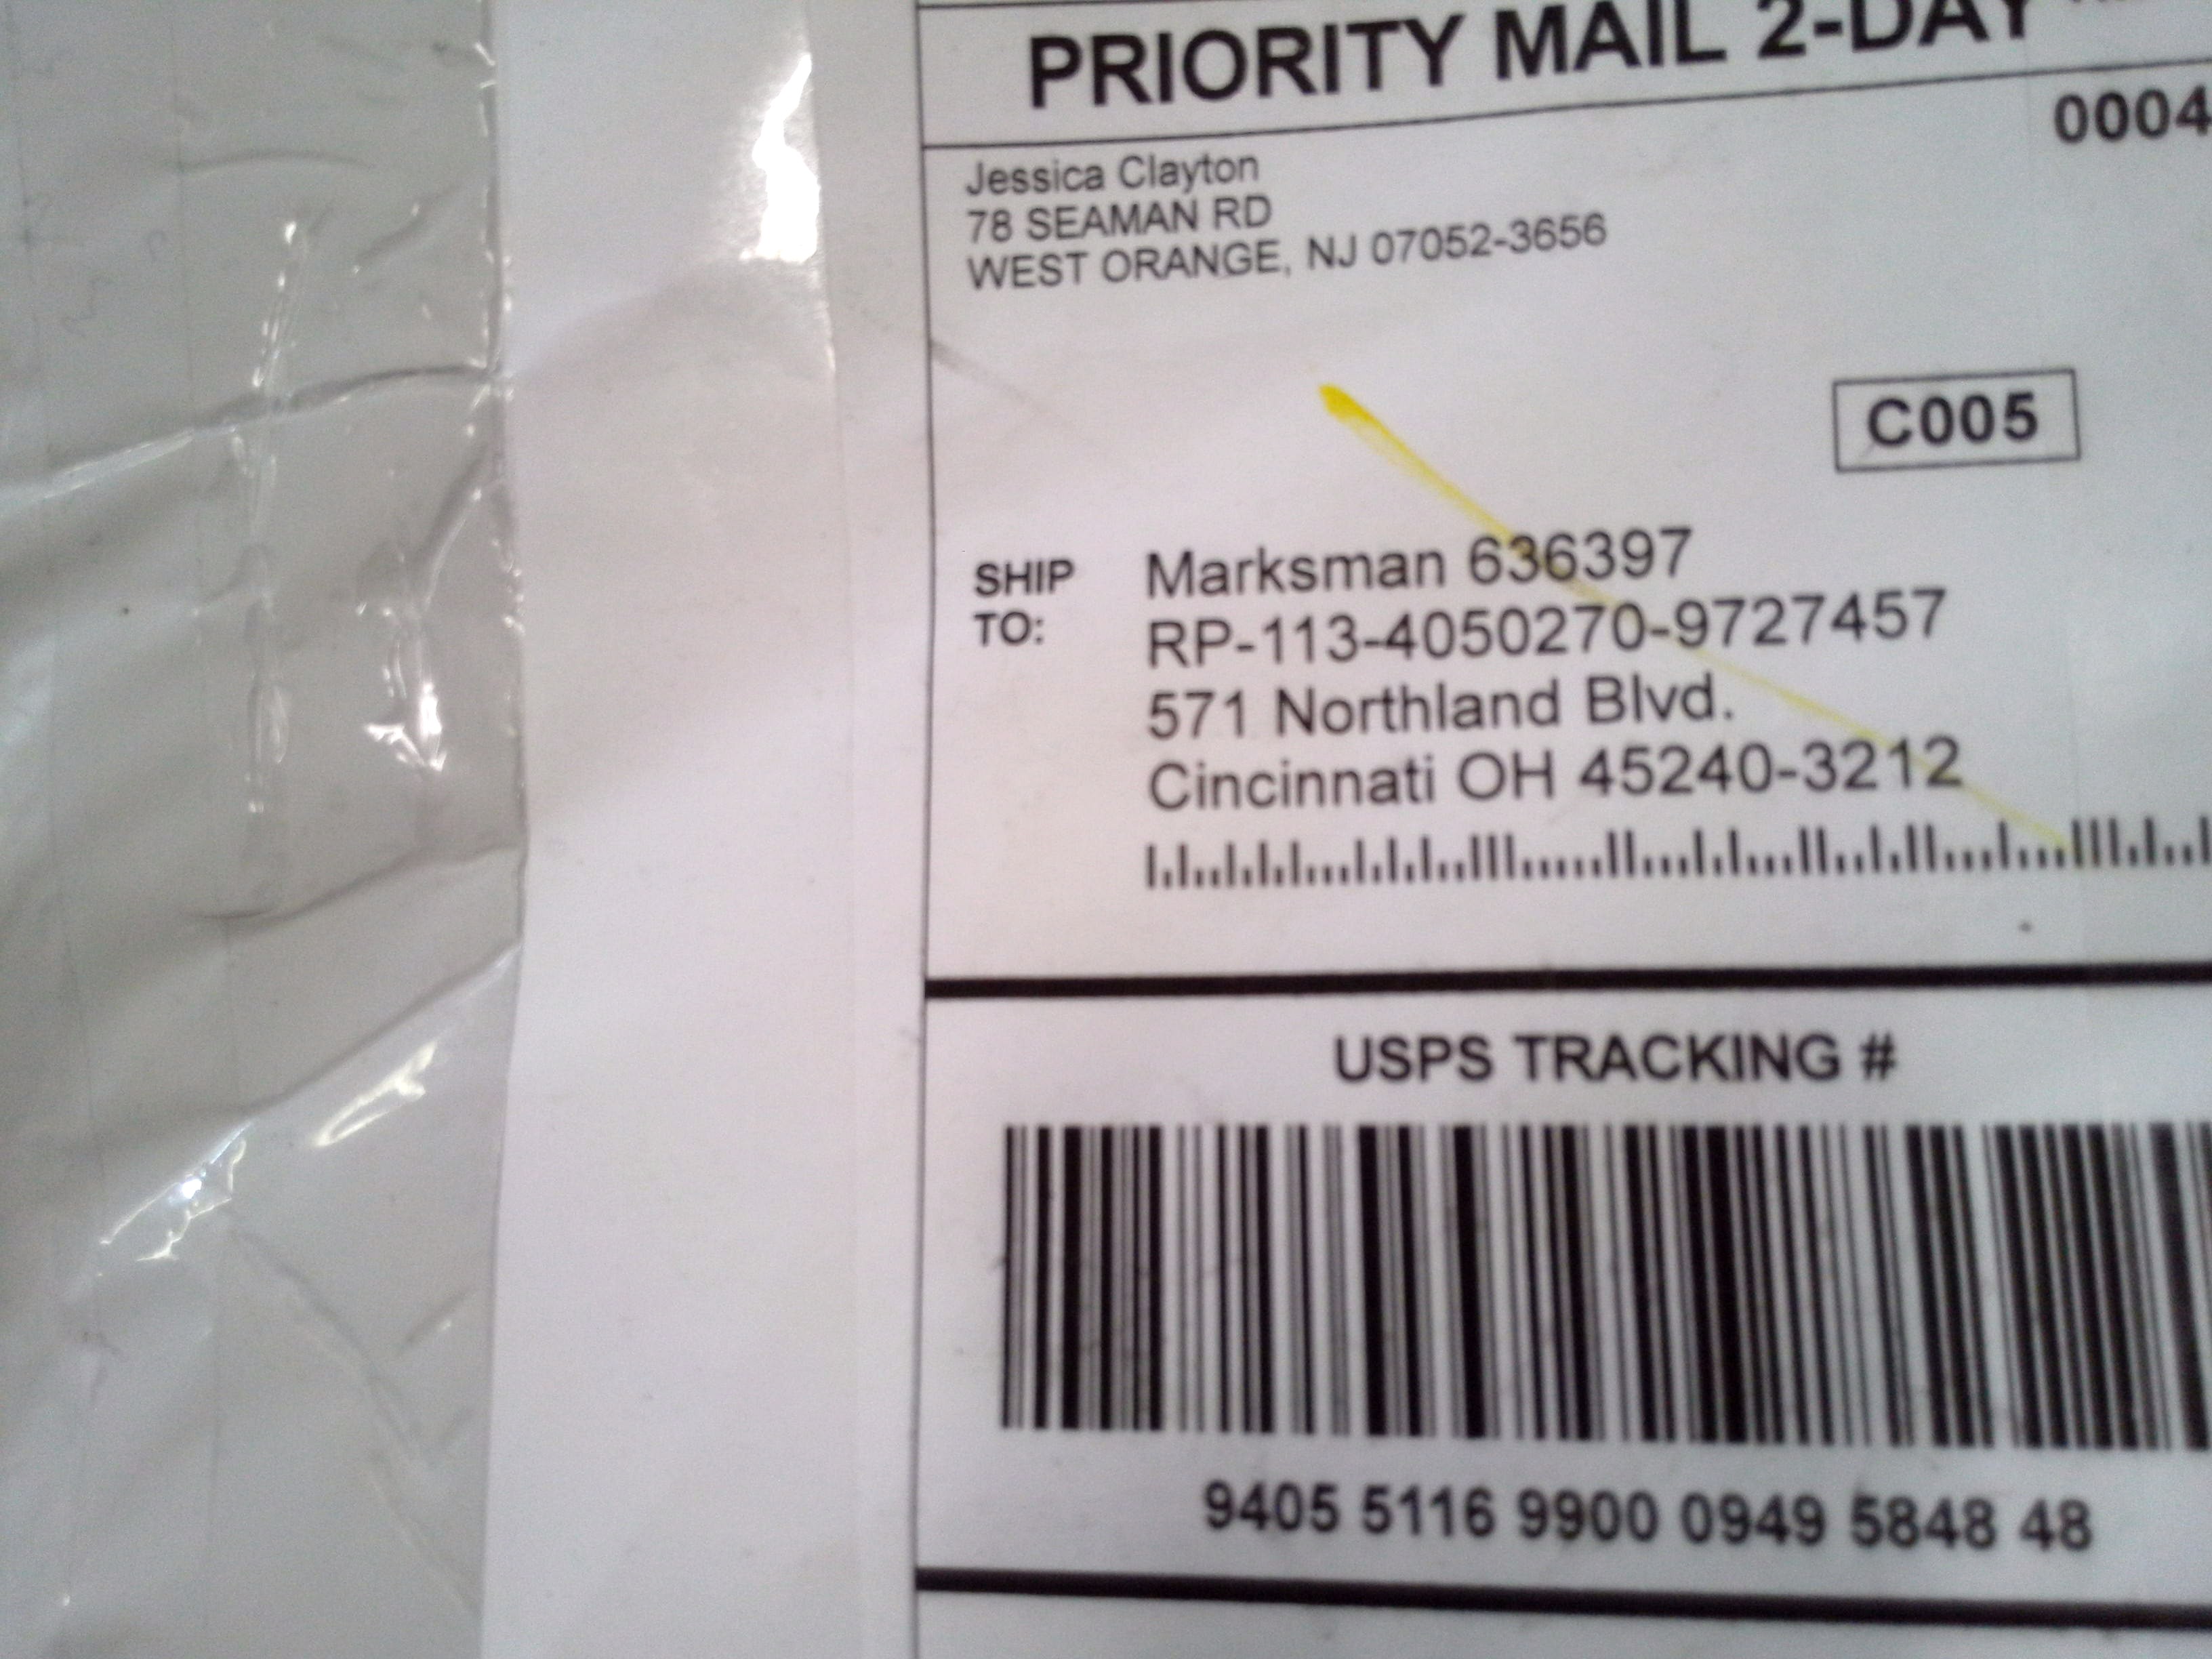 PRIORITY MAIL 2-DAY
0004
Jessica Clayton
78 SEAMAN RD
WEST ORANGE, NJ 07052-3656
C005
SHIP TO:
Marksman 636397
RP-113-4050270-9727457
571 Northland Blvd.
Cincinnati OH 45240-3212
USPS TRACKING #
9405 5116 9900 0949 5848 48